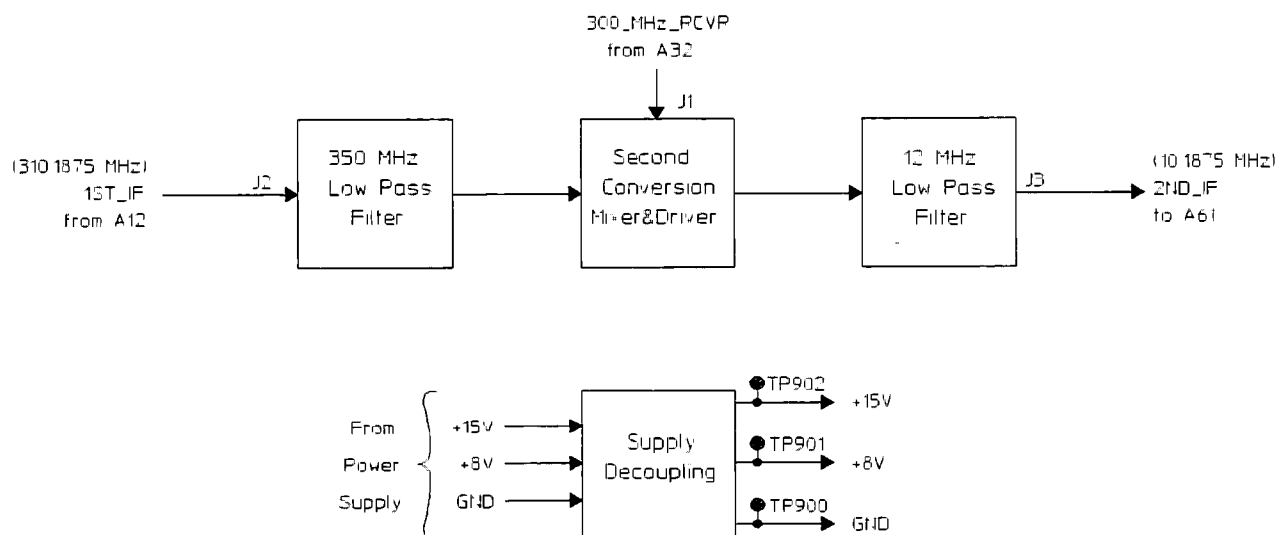 300_MHz_RCVR
from A32
J1
(310.1875 MHz)
1ST_IF
from A12
J2
350 MHz
Low Pass
Filter
Second
Conversion
Mixer&Driver
12 MHz
Low Pass
Filter
J3
(10.1875 MHz)
2ND_IF
to A61
From
Power
Supply
+15V
+8V
GND
Supply
Decoupling
TP902
+15V
TP901
+8V
TP900
GND